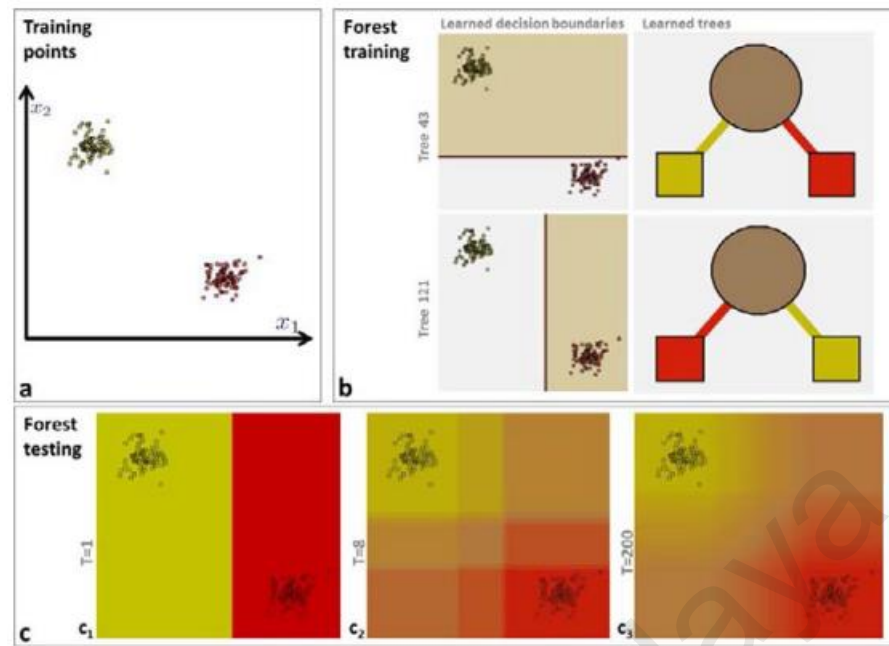 Training
points
x₂
x₁
a
Forest
training
Learned decision boundaries
Learned trees
Tree 43
Tree 121
b
Forest
testing
T=1
c
c₁
T=8
c₂
T=200
c₃